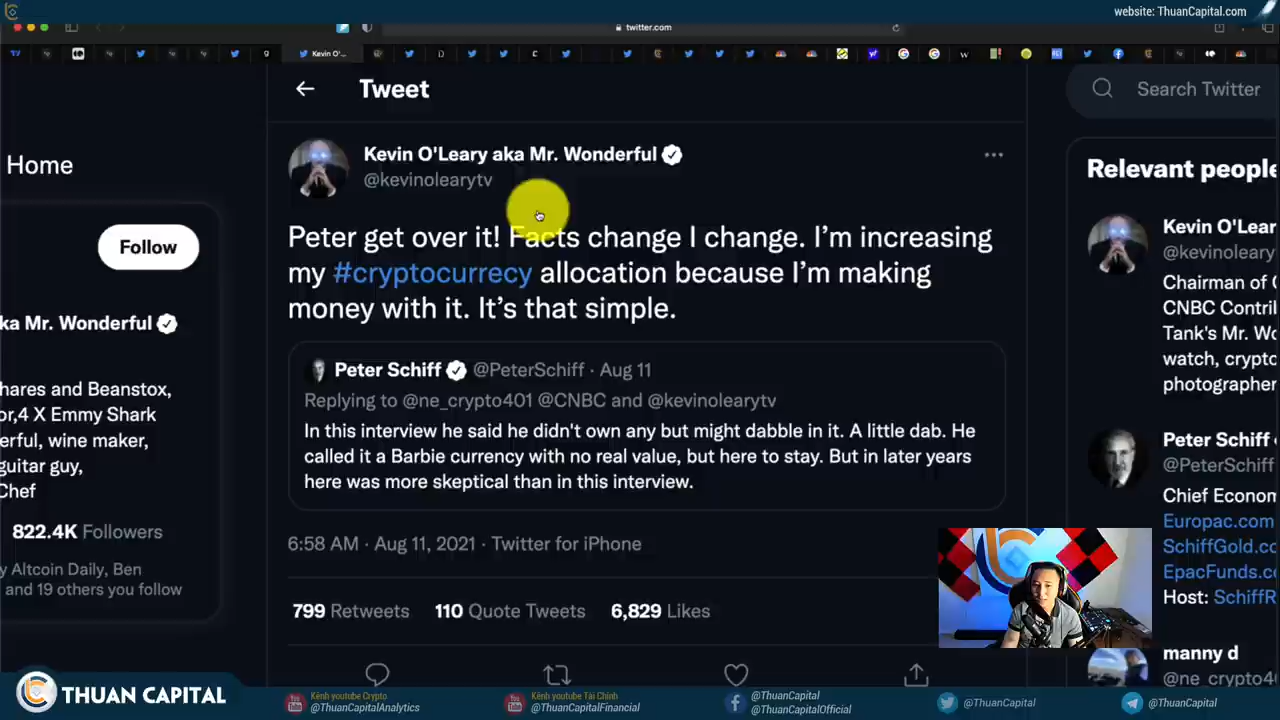 website: ThuanCapital.com
twitter.com
Kevin O'...
Tweet
Search Twitter
Home
Follow
ka Mr. Wonderful
hares and Beanstox,
or,4 X Emmy Shark
erful, wine maker,
guitar guy,
Chef
822.4K Followers
y Altcoin Daily, Ben
and 19 others you follow
Kevin O'Leary aka Mr. Wonderful
@kevinolearytv
Peter get over it! Facts change I change. I'm increasing
my #cryptocurrecy allocation because I'm making
money with it. It's that simple.
Peter Schiff @PeterSchiff · Aug 11
Replying to @ne_crypto401 @CNBC and @kevinolearytv
In this interview he said he didn't own any but might dabble in it. A little dab. He
called it a Barbie currency with no real value, but here to stay. But in later years
here was more skeptical than in this interview.
6:58 AM · Aug 11, 2021 · Twitter for iPhone
799 Retweets 110 Quote Tweets 6,829 Likes
Relevant people
Kevin O'Lear
@kevinoleary
Chairman of O
CNBC Contrib
Tank's Mr. Wo
watch, crypto
photographer
Peter Schiff
@PeterSchiff
Chief Econom
Europac.com
SchiffGold.co
EpacFunds.co
Host: SchiffR
manny d
@ne_crypto40
THUAN CAPITAL
Kênh youtube Crypto
@ThuanCapitalAnalytics
Kênh youtube Tài Chính
@ThuanCapitalFinancial
@ThuanCapital
@ThuanCapitalOfficial
@ThuanCapital
@ThuanCapital